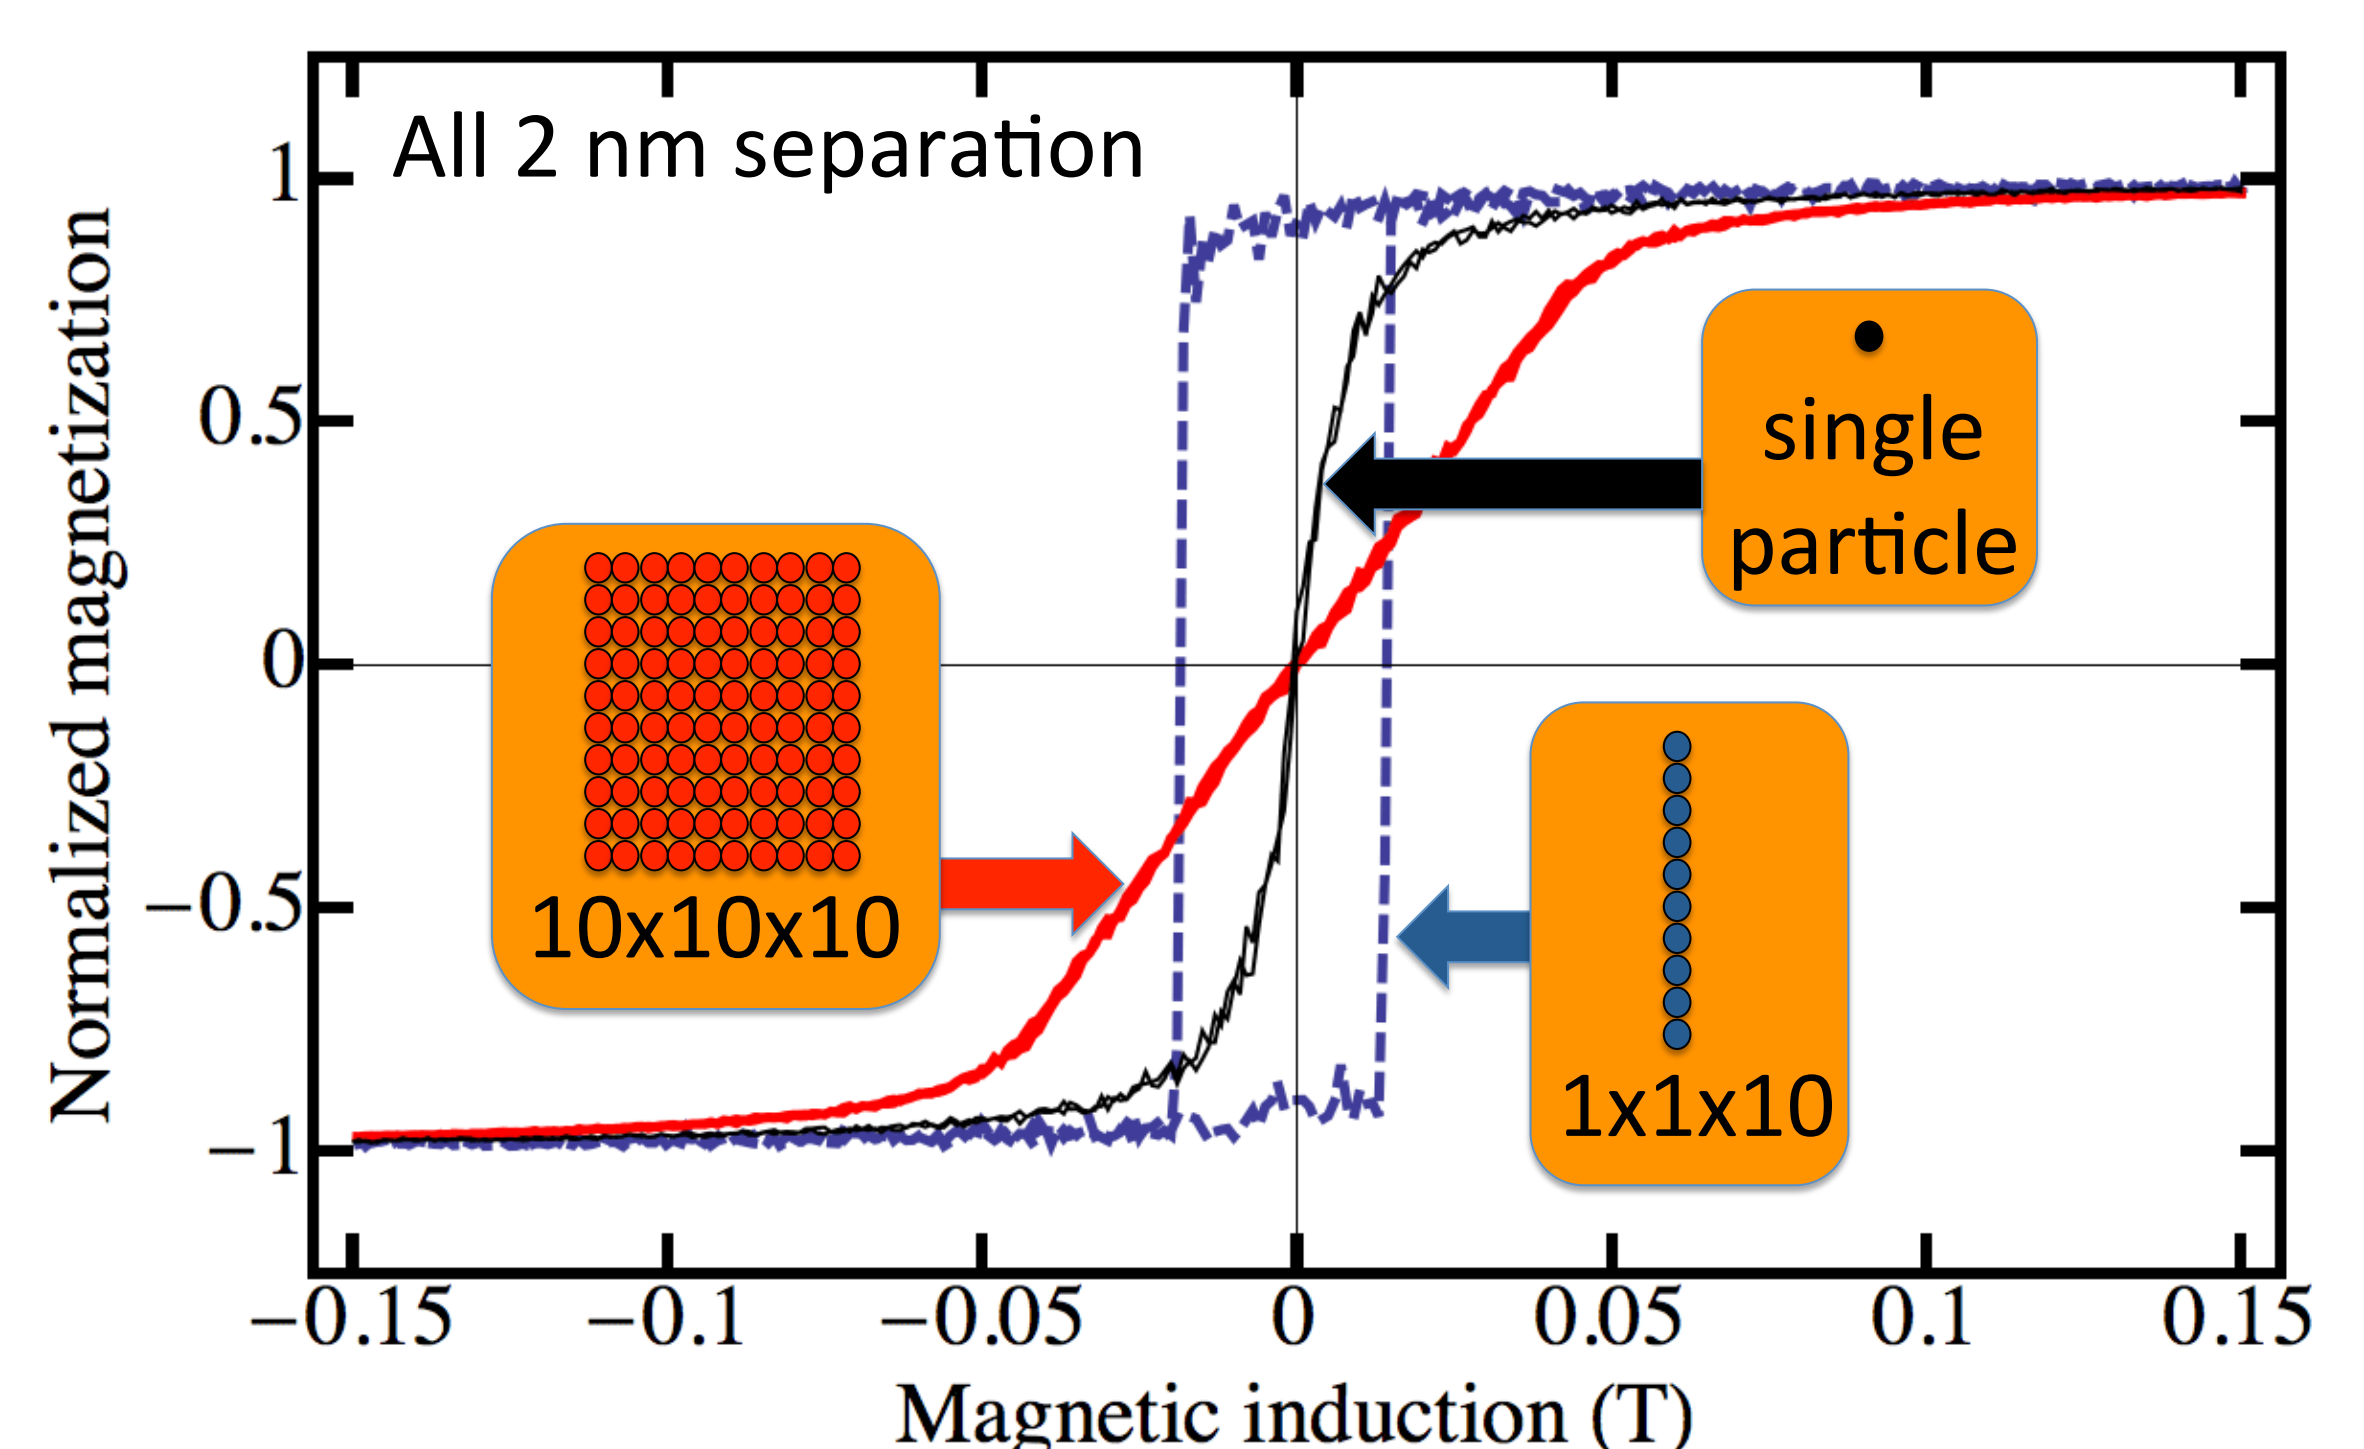 All 2 nm separation
1
0.5
0
−0.5
−1
Normalized magnetization
single
particle
10x10x10
1x1x10
−0.15
−0.1
−0.05
0
0.05
0.1
0.15
Magnetic induction (T)